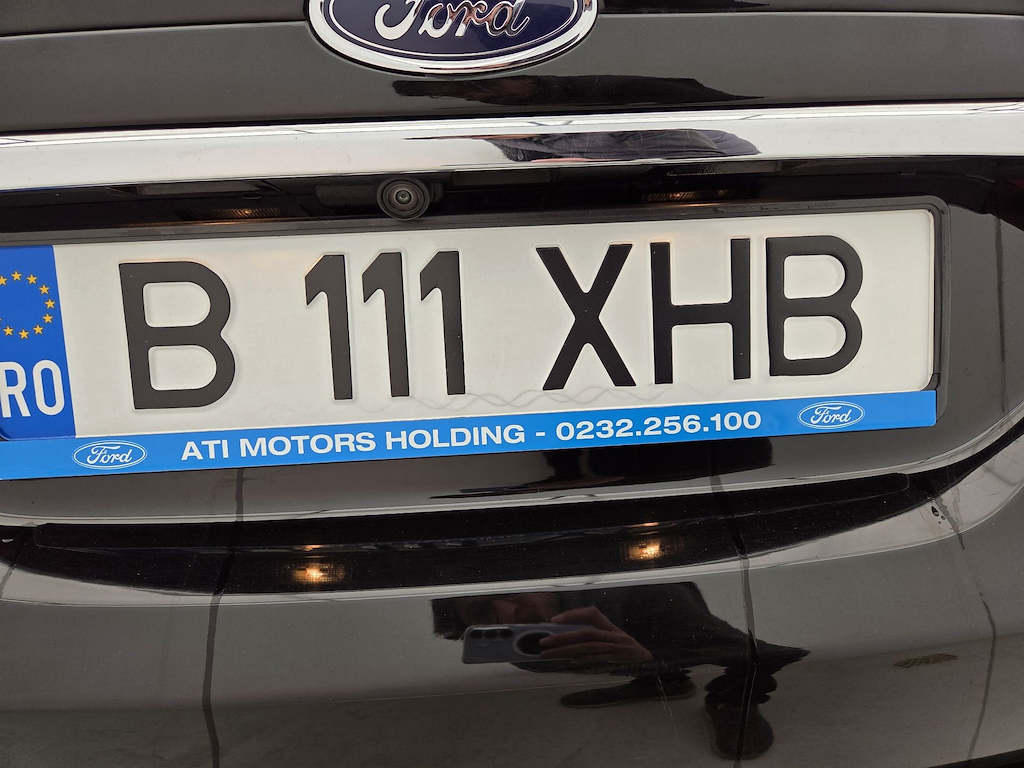 Ford
B 111 XHB
RO
Ford ATI MOTORS HOLDING - 0232.256.100 Ford